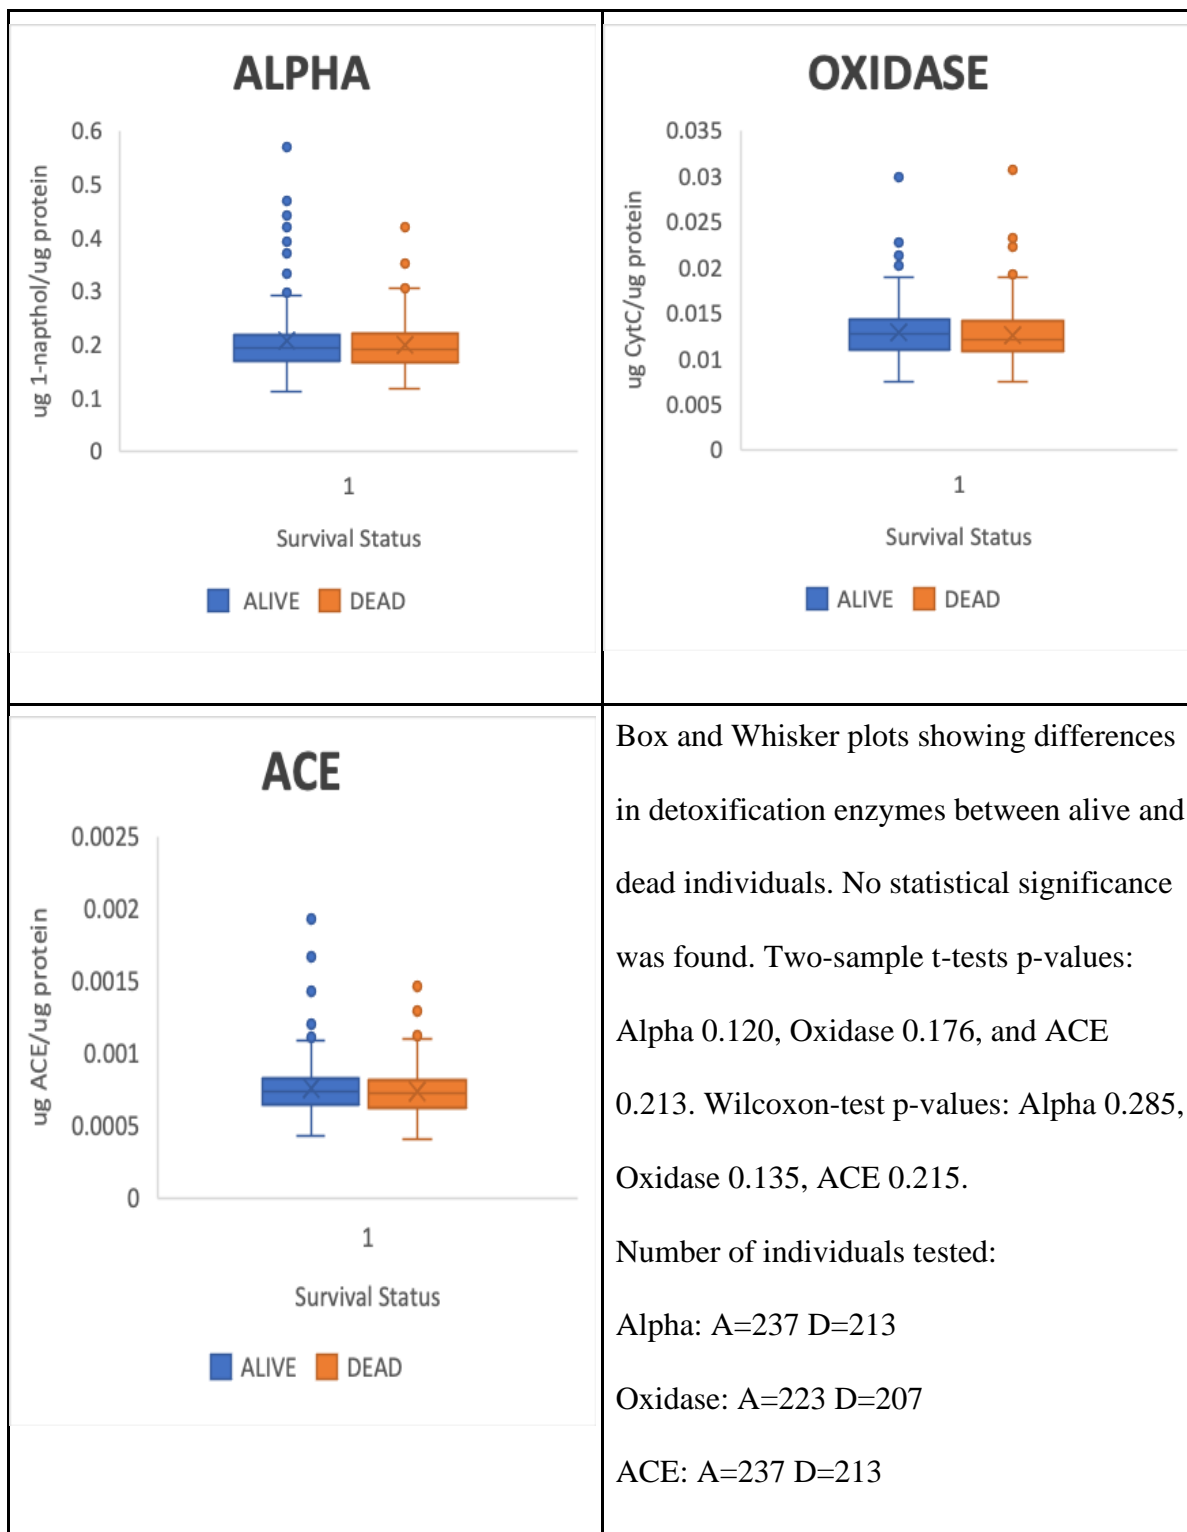 ALPHA
ug 1-napthol/ug protein
0.6
0.5
0.4
0.3
0.2
0.1
0
1
Survival Status
ALIVE DEAD
OXIDASE
ug CytC/ug protein
0.035
0.03
0.025
0.02
0.015
0.01
0.005
0
1
Survival Status
ALIVE DEAD
ACE
ug ACE/ug protein
0.0025
0.002
0.0015
0.001
0.0005
0
1
Survival Status
ALIVE DEAD
Box and Whisker plots showing differences
in detoxification enzymes between alive and
dead individuals. No statistical significance
was found. Two-sample t-tests p-values:
Alpha 0.120, Oxidase 0.176, and ACE
0.213. Wilcoxon-test p-values: Alpha 0.285,
Oxidase 0.135, ACE 0.215.
Number of individuals tested:
Alpha: A=237 D=213
Oxidase: A=223 D=207
ACE: A=237 D=213